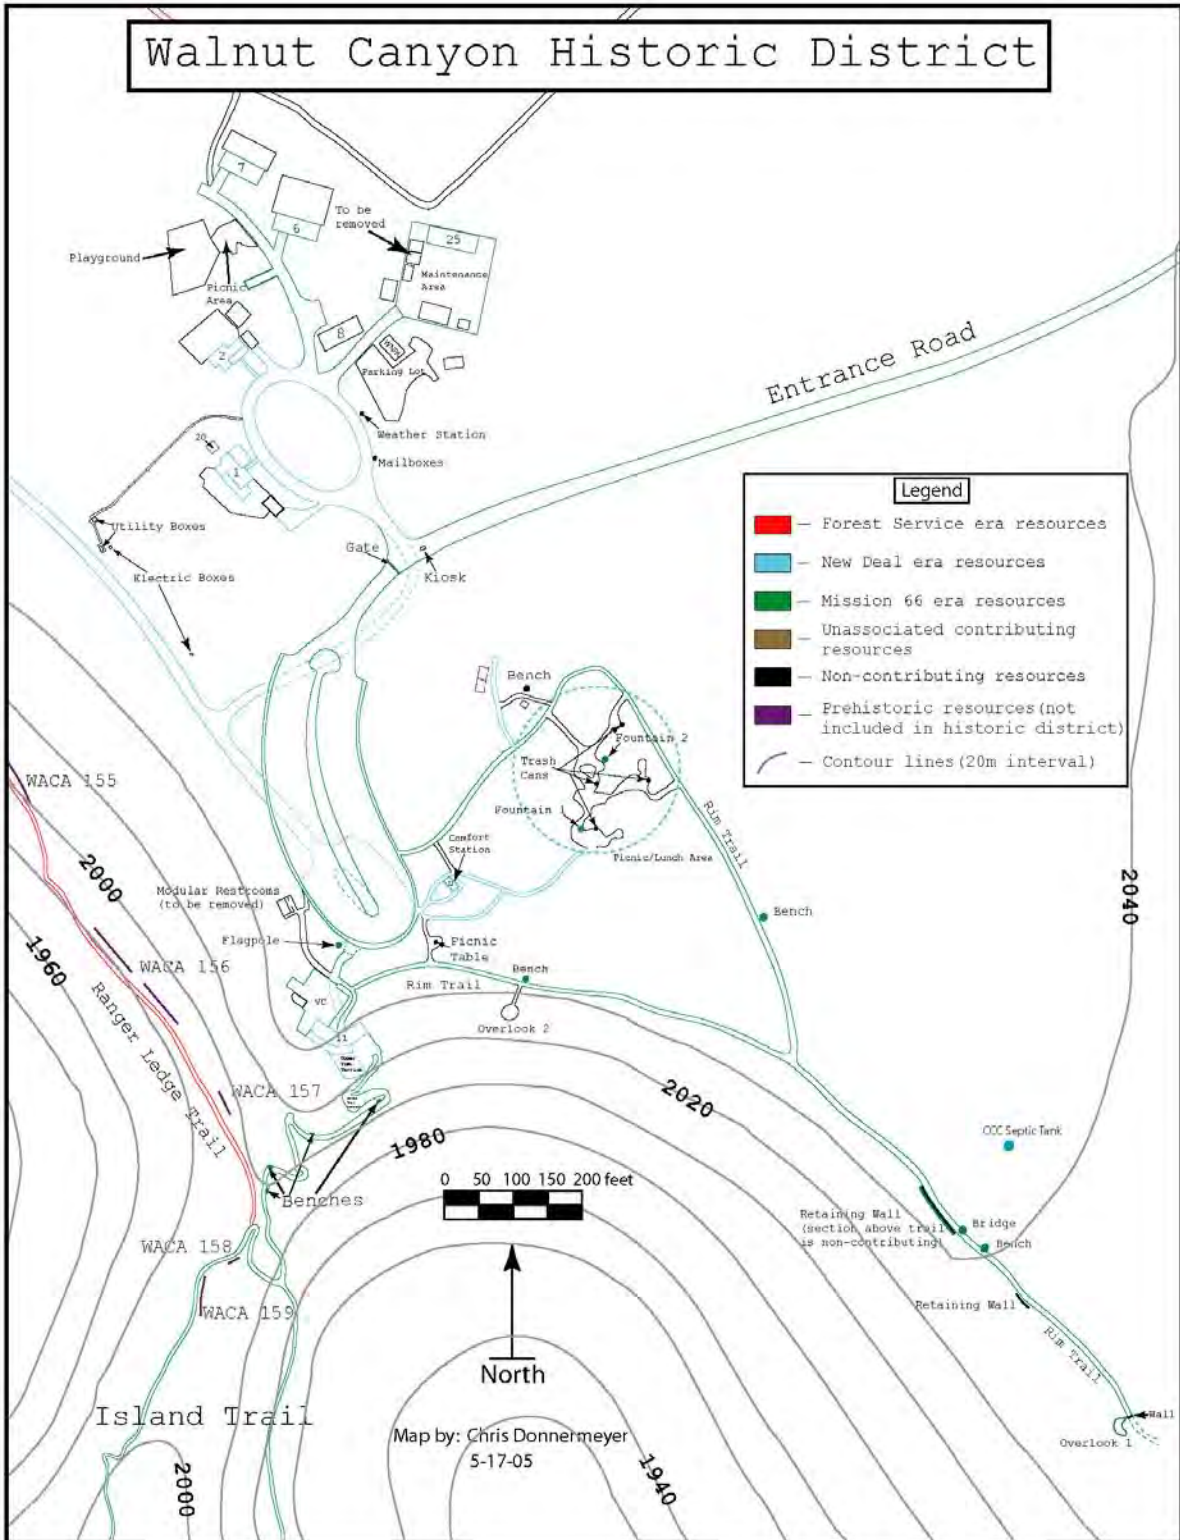 Walnut Canyon Historic District
7
6
To be
removed
25
Playground
Maintenance
Area
Picnic
Area
8
2
Parking Lot
Weather Station
20
Mailboxes
1
Entrance Road
Utility Boxes
Gate
Kiosk
Electric Boxes
Legend
— Forest Service era resources
— New Deal era resources
— Mission 66 era resources
— Unassociated contributing
resources
— Non-contributing resources
— Prehistoric resources(not
included in historic district)
— Contour lines(20m interval)
Bench
Fountain 2
Trash
Cans
Fountain 1
Rim Trail
Picnic/Lunch Area
Comfort
Station
WACA 155
2000
Modular Restrooms
(to be removed)
2040
Bench
Flagpole
Picnic
Table
1960
WACA 156
Bench
Rim Trail
VC
Overlook 2
11
Ranger Ledge Trail
WACA 157
2020
CCC Septic Tank
1980
Benches
0 50 100 150 200 feet
Retaining Wall
(section above trail
is non-contributing)
Bridge
Bench
WACA 158
WACA 159
Retaining Wall
Rim Trail
North
Island Trail
Wall
Overlook 1
Map by: Chris Donnermeyer
5-17-05
2000
1940